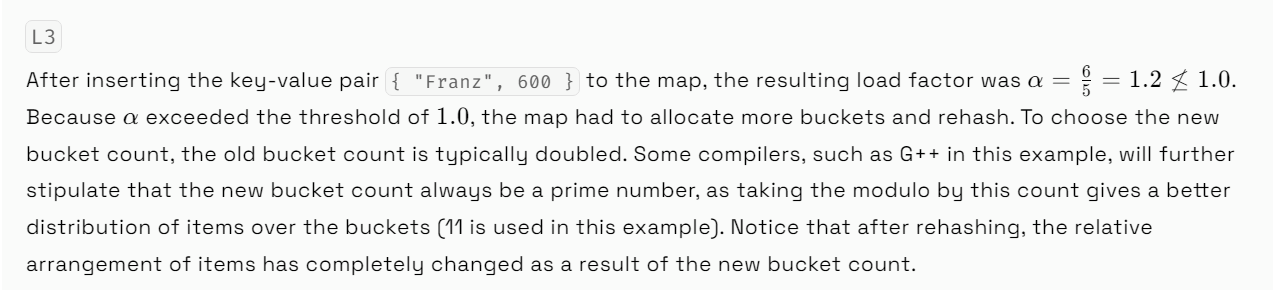 L3
After inserting the key-value pair { "Franz", 600 } to the map, the resulting load factor was α = 6/5 = 1.2 ≰ 1.0.
Because α exceeded the threshold of 1.0, the map had to allocate more buckets and rehash. To choose the new
bucket count, the old bucket count is typically doubled. Some compilers, such as G++ in this example, will further
stipulate that the new bucket count always be a prime number, as taking the modulo by this count gives a better
distribution of items over the buckets (11 is used in this example). Notice that after rehashing, the relative
arrangement of items has completely changed as a result of the new bucket count.